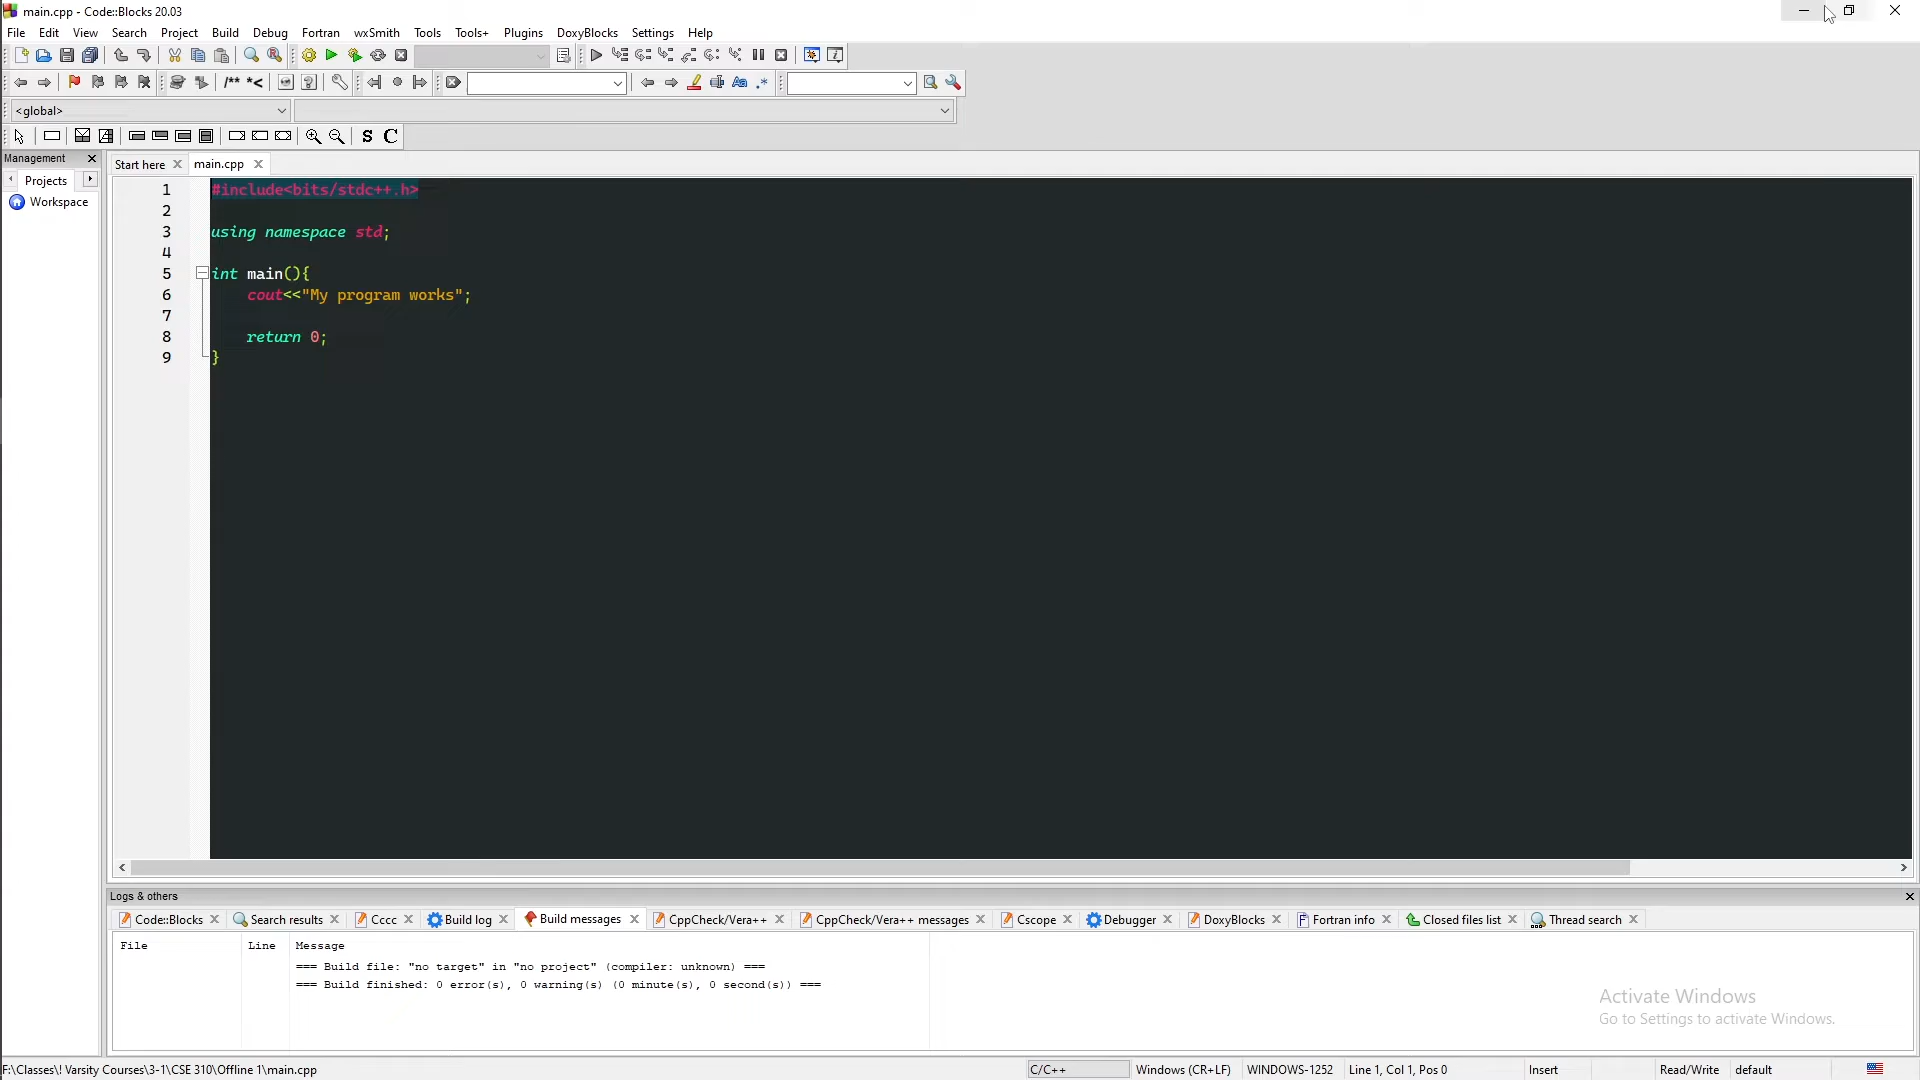 main.cpp - Code::Blocks 20.03
File Edit View Search Project Build Debug Fortran wxSmith Tools Tools+ Plugins DoxyBlocks Settings Help
/** *<
Aa .*
<global>
S C
Management
Start here main.cpp
Projects
Workspace
1 #include<bits/stdc++.h>
2
3 using namespace std;
4
5 int main(){
6 cout<<"My program works";
7
8 return 0;
9 }
Logs & others
Code::Blocks Search results Cccc Build log Build messages CppCheck/Vera++ CppCheck/Vera++ messages Cscope Debugger DoxyBlocks Fortran info Closed files list Thread search
File Line Message
=== Build file: "no target" in "no project" (compiler: unknown) ===
=== Build finished: 0 error(s), 0 warning(s) (0 minute(s), 0 second(s)) ===
Activate Windows
Go to Settings to activate Windows.
F:\Classes\! Varsity Courses\3-1\CSE 310\Offline 1\main.cpp C/C++ Windows (CR+LF) WINDOWS-1252 Line 1, Col 1, Pos 0 Insert Read/Write default